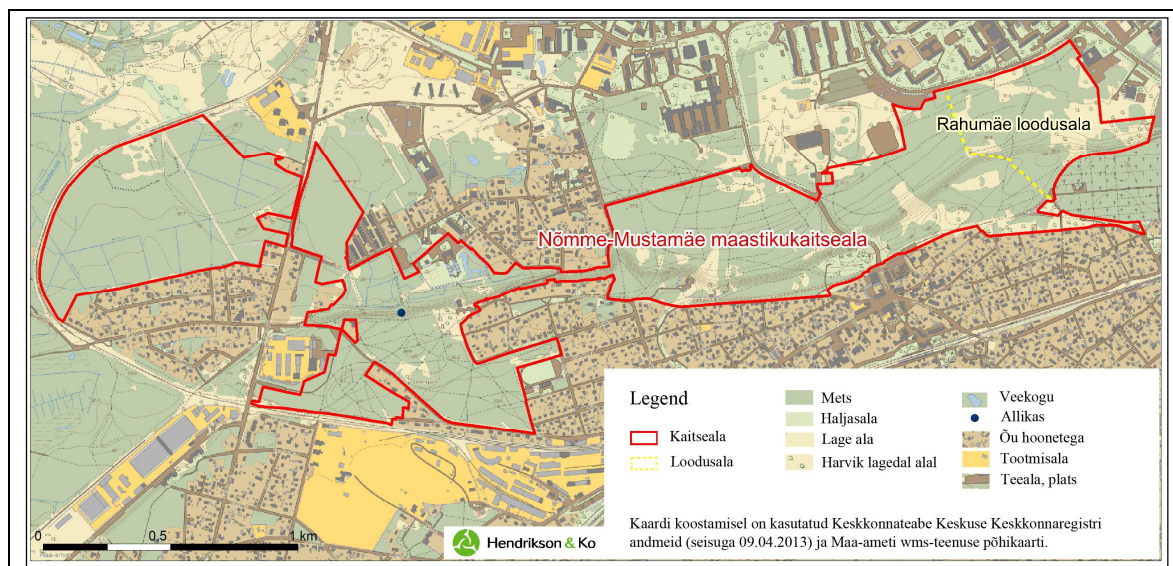 Rahumäe loodusala
Nõmme-Mustamäe maastikukaitseala
Legend
Kaitseala
Loodusala
Mets
Haljasala
Lage ala
Harvik lagedal alal
Veekogu
Allikas
Õu hoonetega
Tootmisala
Teeala, plats
Kaardi koostamisel on kasutatud Keskkonnateabe Keskuse Keskkonnaregistri
andmeid (seisuga 09.04.2013) ja Maa-ameti wms-teenuse põhikaarti.
0 0,5 1 km
Hendrikson & Ko